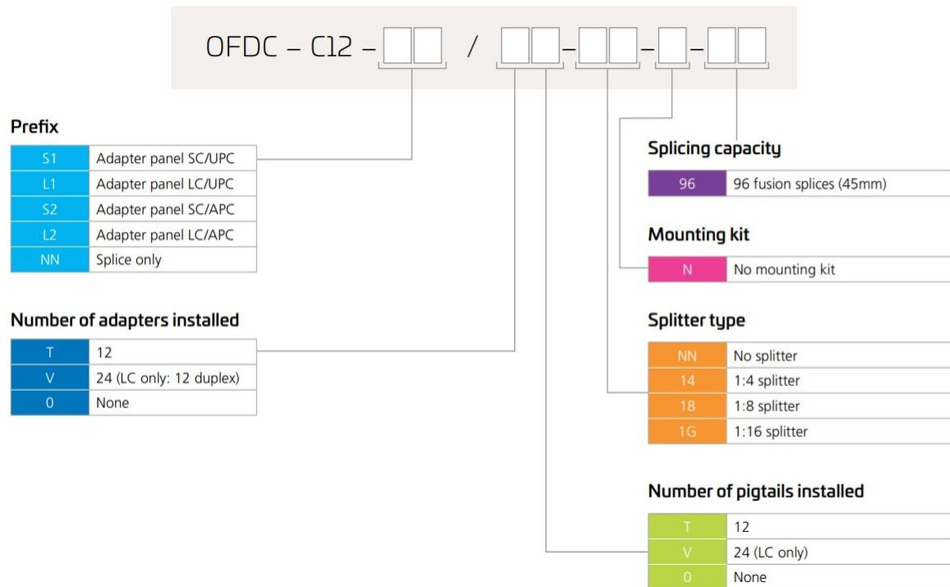 OFDC – C12 – / – – –
Prefix
S1 Adapter panel SC/UPC
L1 Adapter panel LC/UPC
S2 Adapter panel SC/APC
L2 Adapter panel LC/APC
NN Splice only
Number of adapters installed
T 12
V 24 (LC only: 12 duplex)
0 None
Splicing capacity
96 96 fusion splices (45mm)
Mounting kit
N No mounting kit
Splitter type
NN No splitter
14 1:4 splitter
18 1:8 splitter
1G 1:16 splitter
Number of pigtails installed
T 12
V 24 (LC only)
0 None